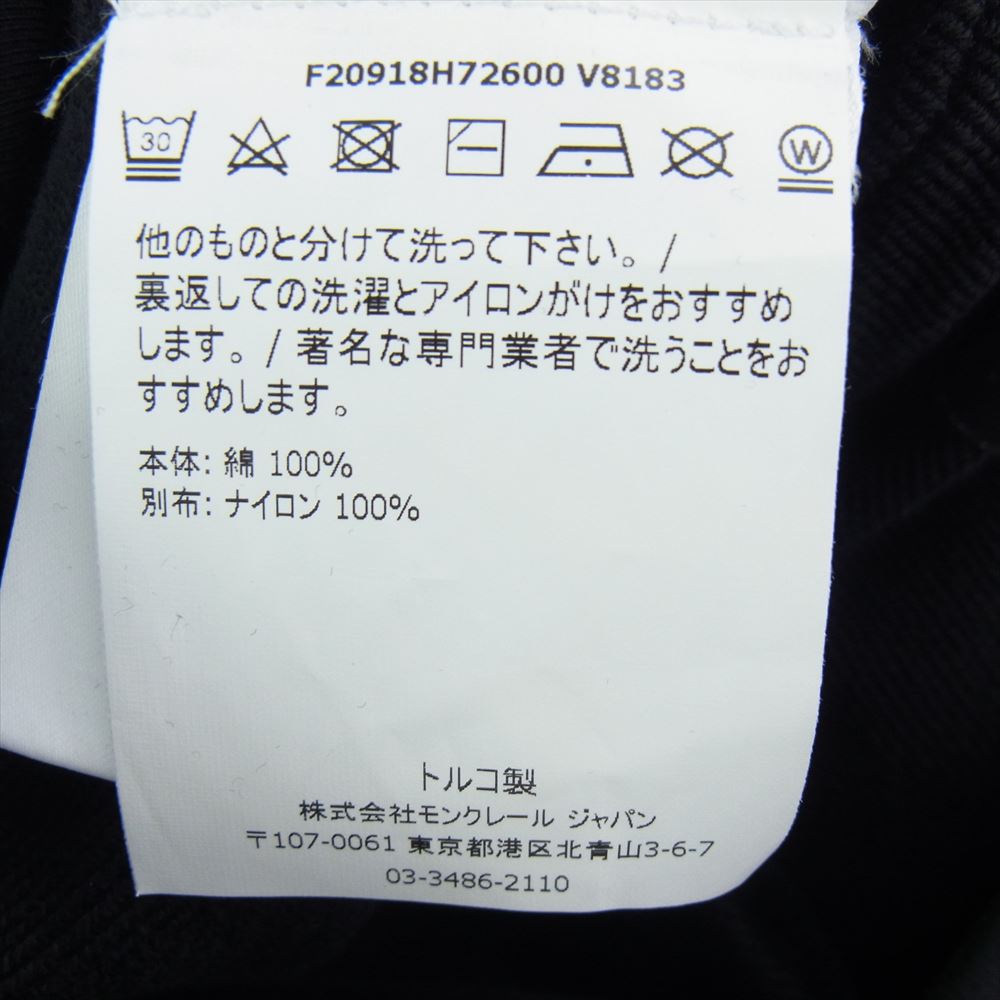 F20918H72600 V8183
30
W
他のものと分けて洗って下さい。/
裏返しての洗濯とアイロンがけをおすすめ
します。/ 著名な専門業者で洗うことをお
すすめします。
本体: 綿 100%
別布: ナイロン 100%
トルコ製
株式会社モンクレール ジャパン
〒107-0061 東京都港区北青山3-6-7
03-3486-2110